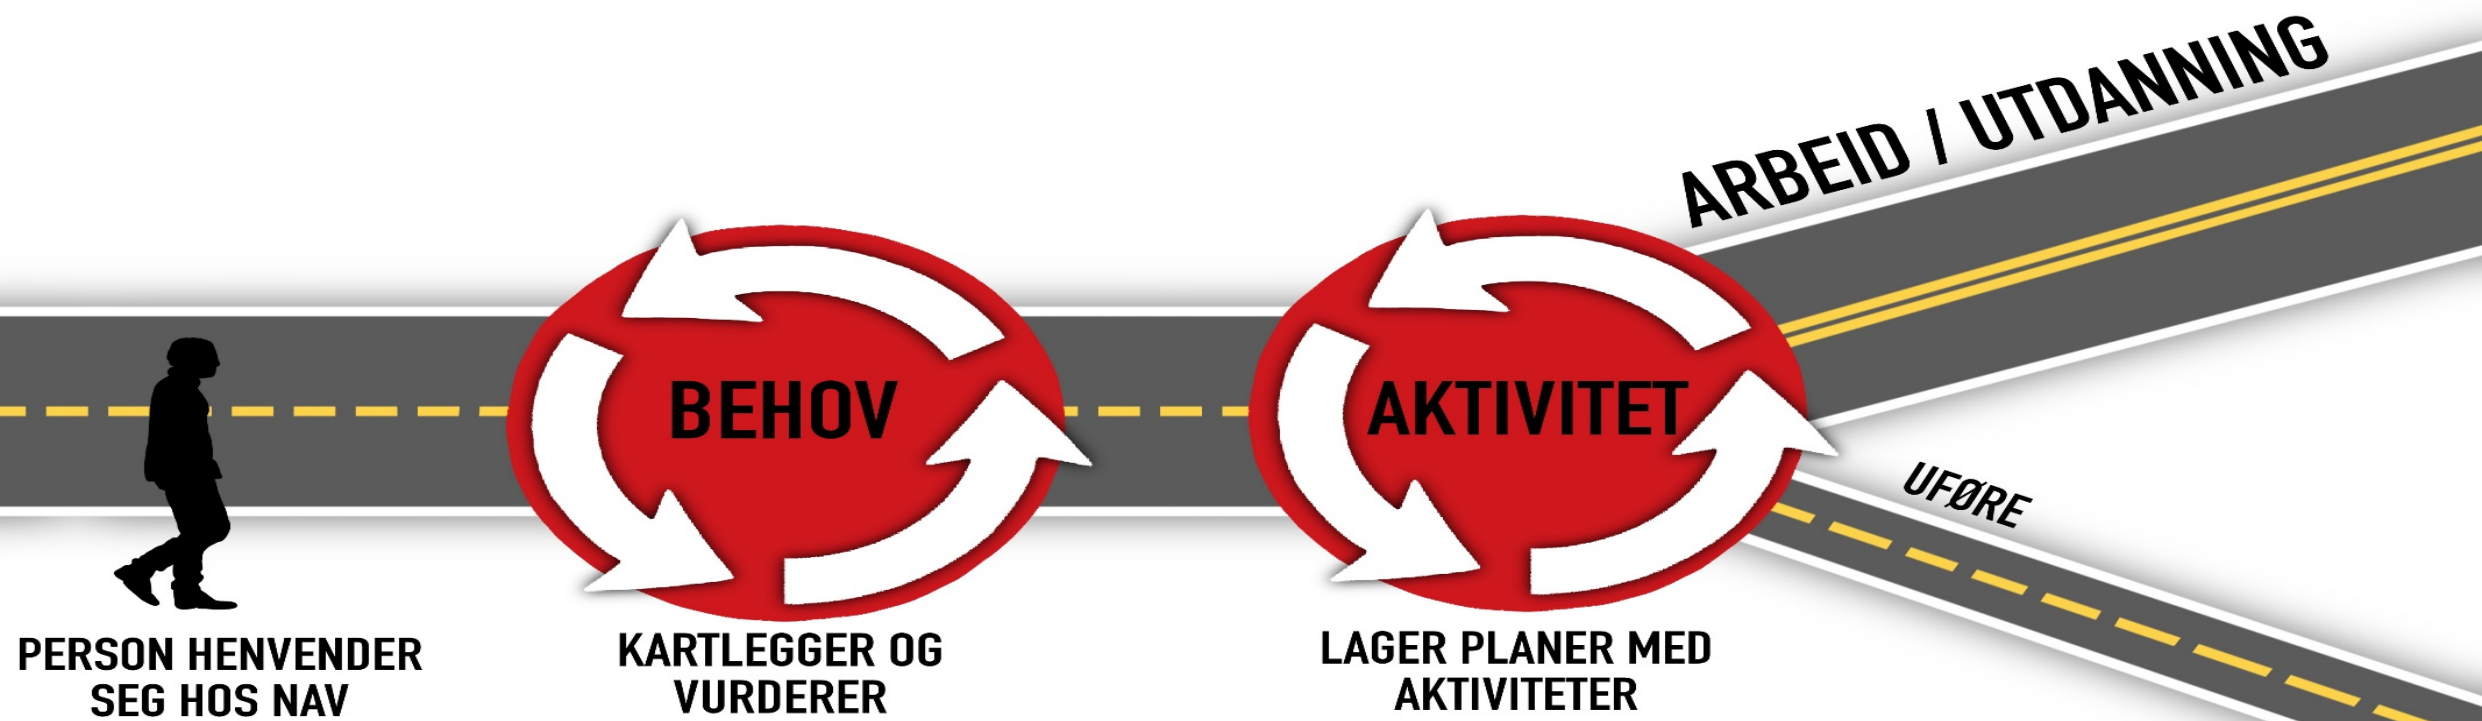 ARBEID / UTDANNING
BEHOV
AKTIVITET
UFØRE
PERSON HENVENDER
SEG HOS NAV
KARTLEGGER OG
VURDERER
LAGER PLANER MED
AKTIVITETER